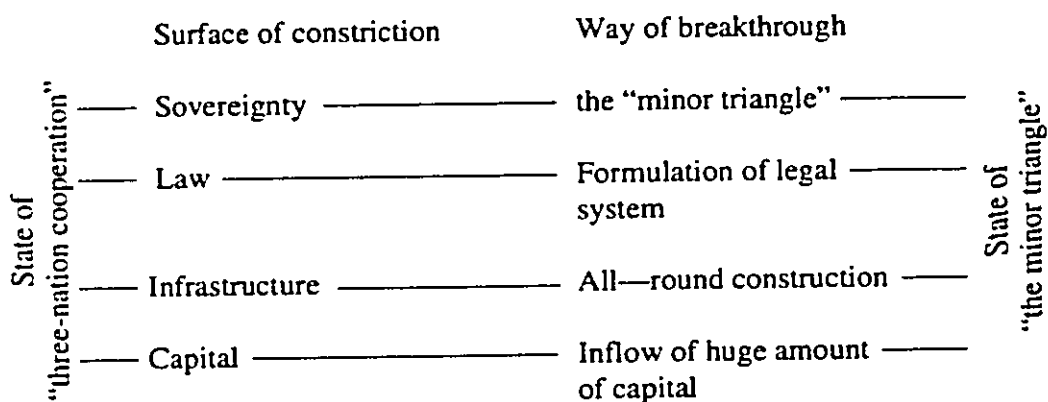 Surface of constriction Way of breakthrough
State of
"three-nation cooperation"
Sovereignty the "minor triangle"
Law Formulation of legal
system
Infrastructure All—round construction
Capital Inflow of huge amount
of capital
State of
"the minor triangle"